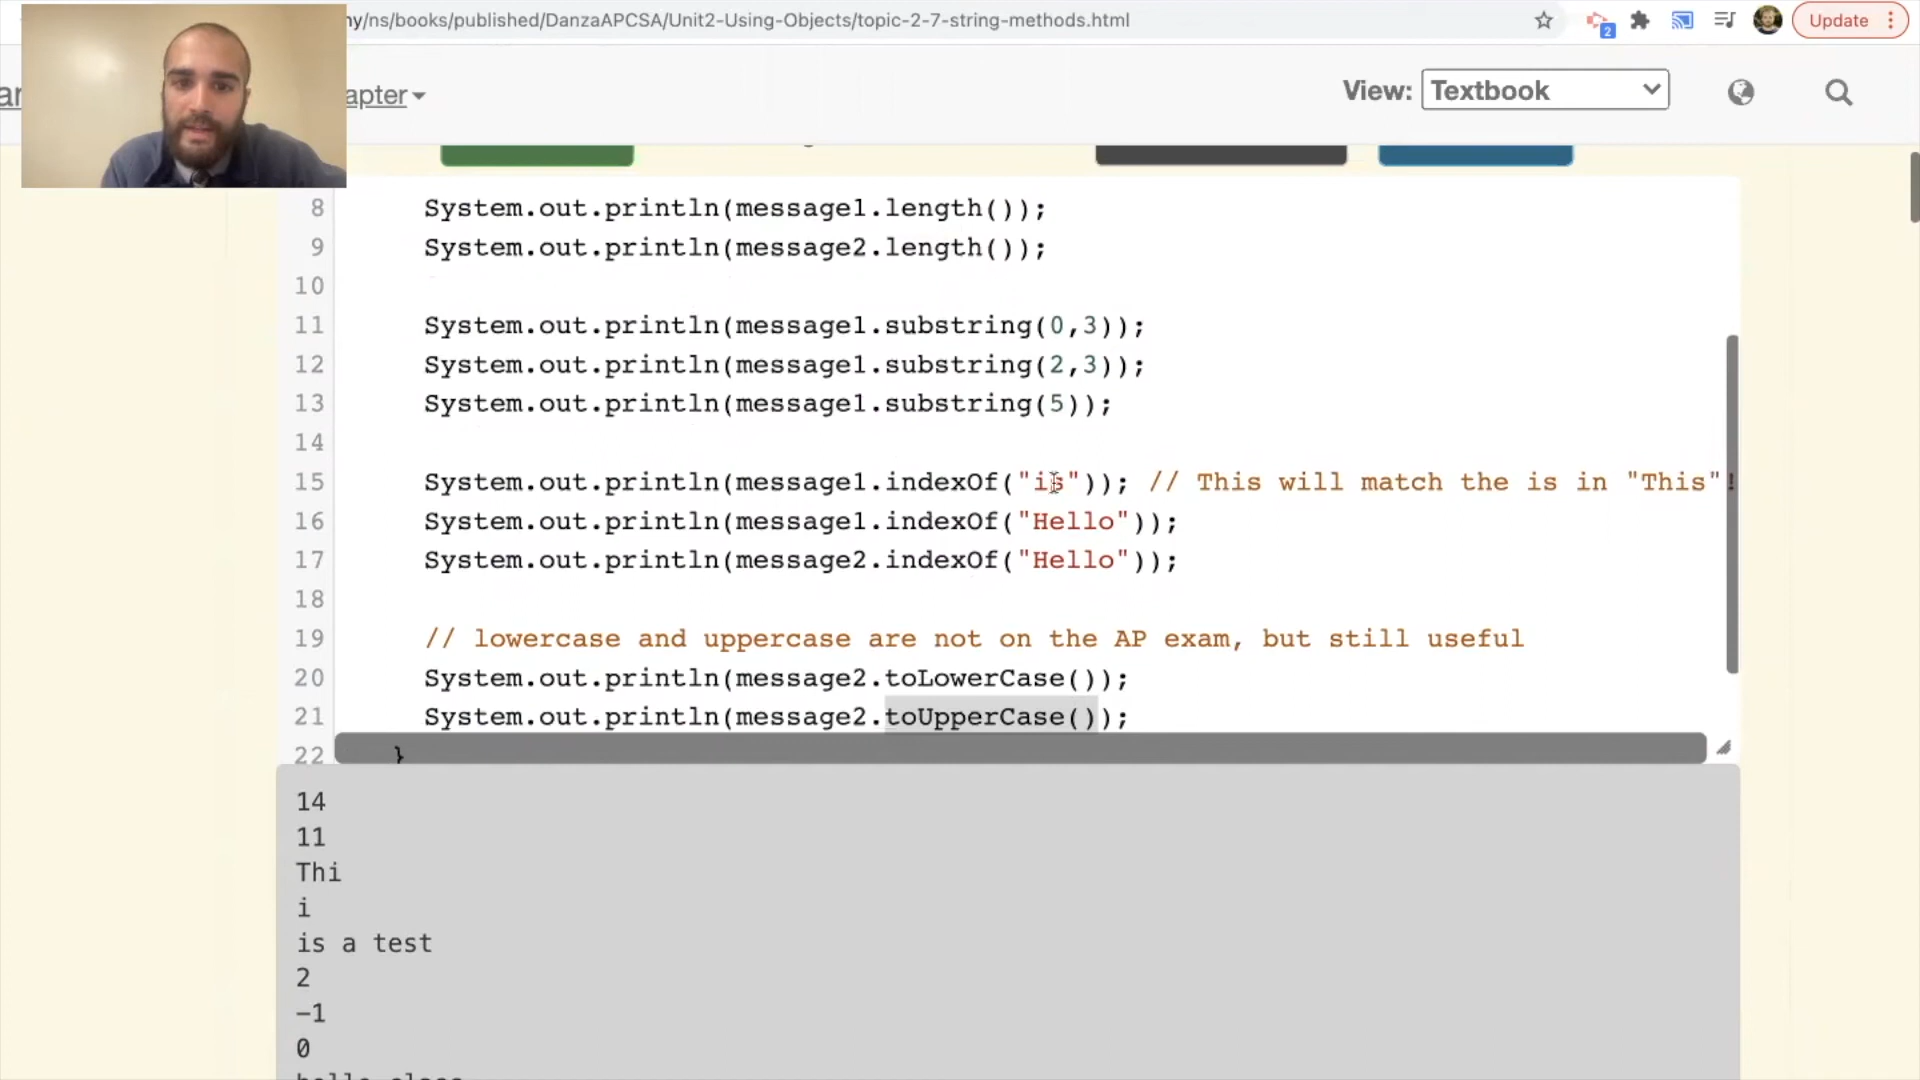 ny/ns/books/published/DanzaAPCSA/Unit2-Using-Objects/topic-2-7-string-methods.html
2
Update
apter
View: Textbook
8 System.out.println(message1.length());
9 System.out.println(message2.length());
10
11 System.out.println(message1.substring(0,3));
12 System.out.println(message1.substring(2,3));
13 System.out.println(message1.substring(5));
14
15 System.out.println(message1.indexOf("is")); // This will match the is in "This"!
16 System.out.println(message1.indexOf("Hello"));
17 System.out.println(message2.indexOf("Hello"));
18
19 // lowercase and uppercase are not on the AP exam, but still useful
20 System.out.println(message2.toLowerCase());
21 System.out.println(message2.toUpperCase());
22 }
14
11
Thi
i
is a test
2
-1
0
hello class